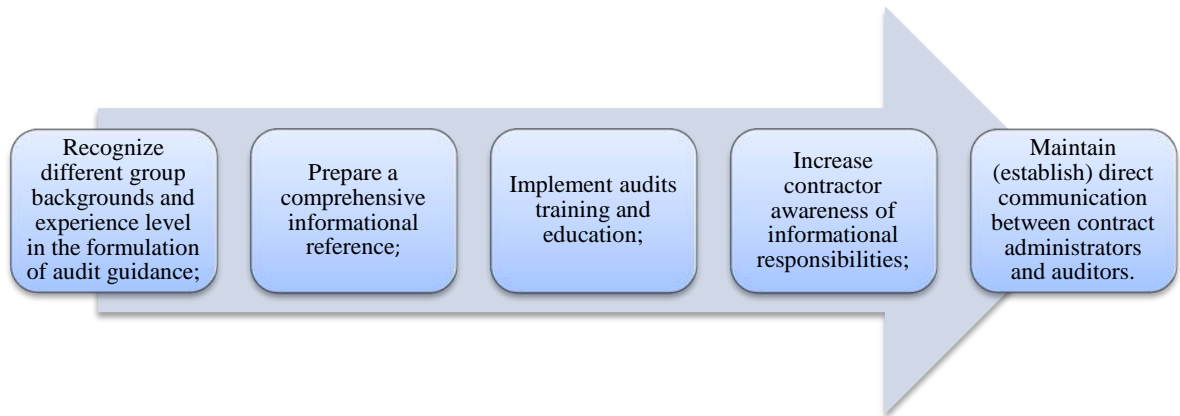 Recognize
different group
backgrounds and
experience level
in the formulation
of audit guidance;
Prepare a
comprehensive
informational
reference;
Implement audits
training and
education;
Increase
contractor
awareness of
informational
responsibilities;
Maintain
(establish) direct
communication
between contract
administrators
and auditors.